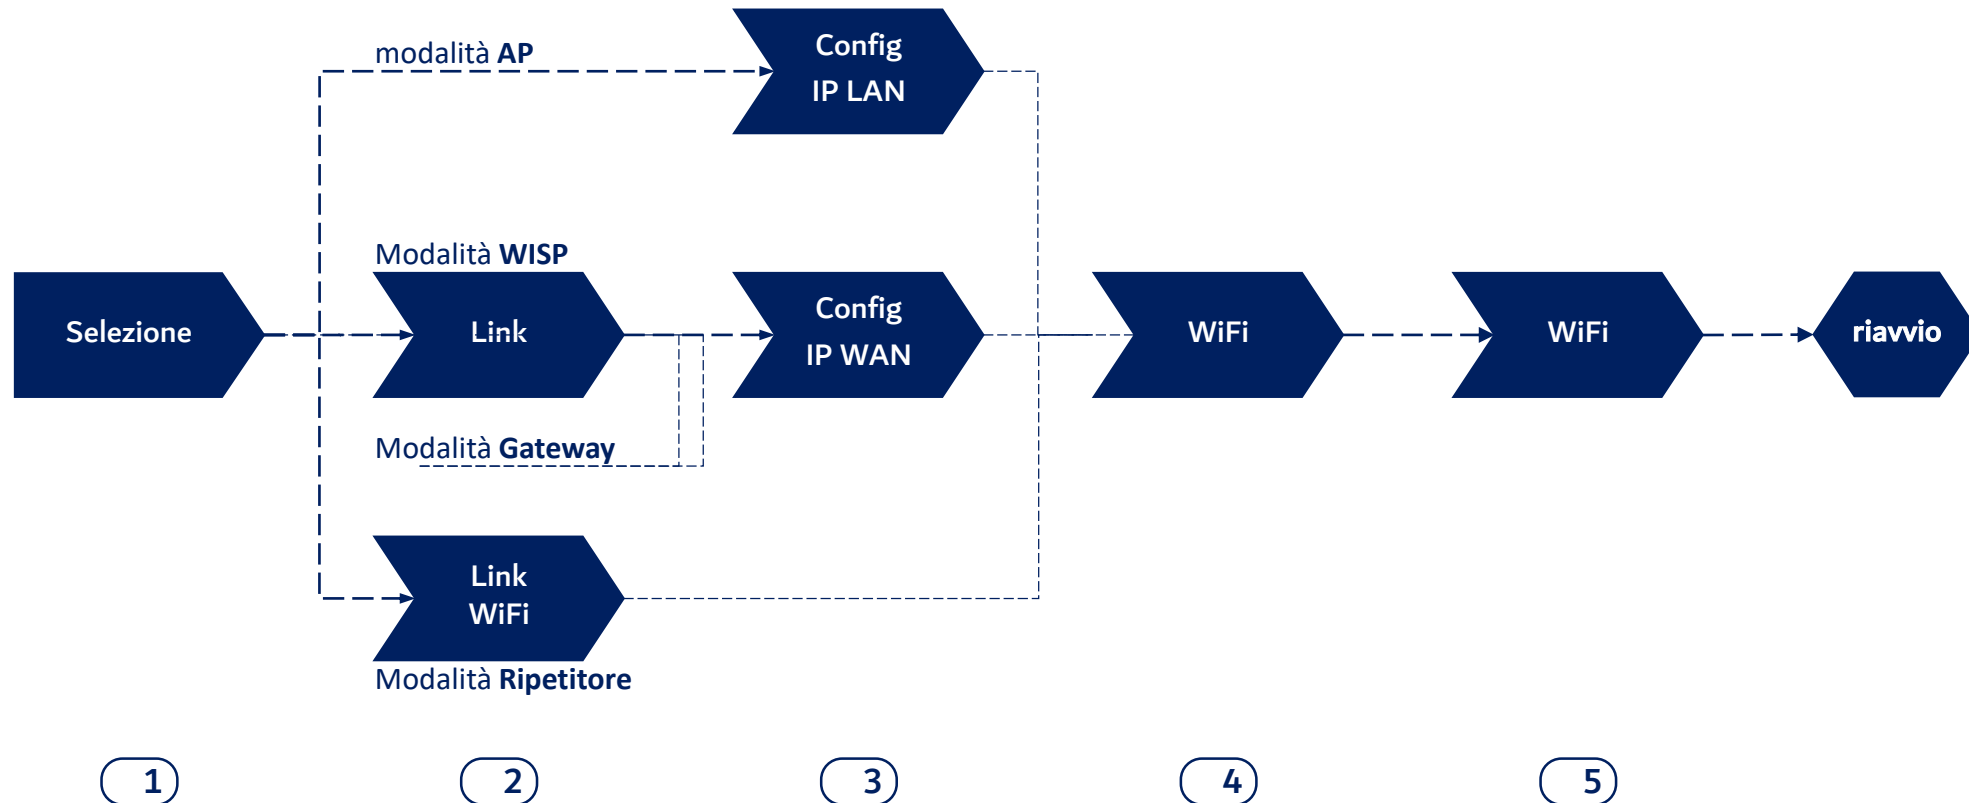 modalità AP
Config
IP LAN
Modalità WISP
Selezione
Link
Config
IP WAN
WiFi
WiFi
riavvio
Modalità Gateway
Link
WiFi
Modalità Ripetitore
1
2
3
4
5